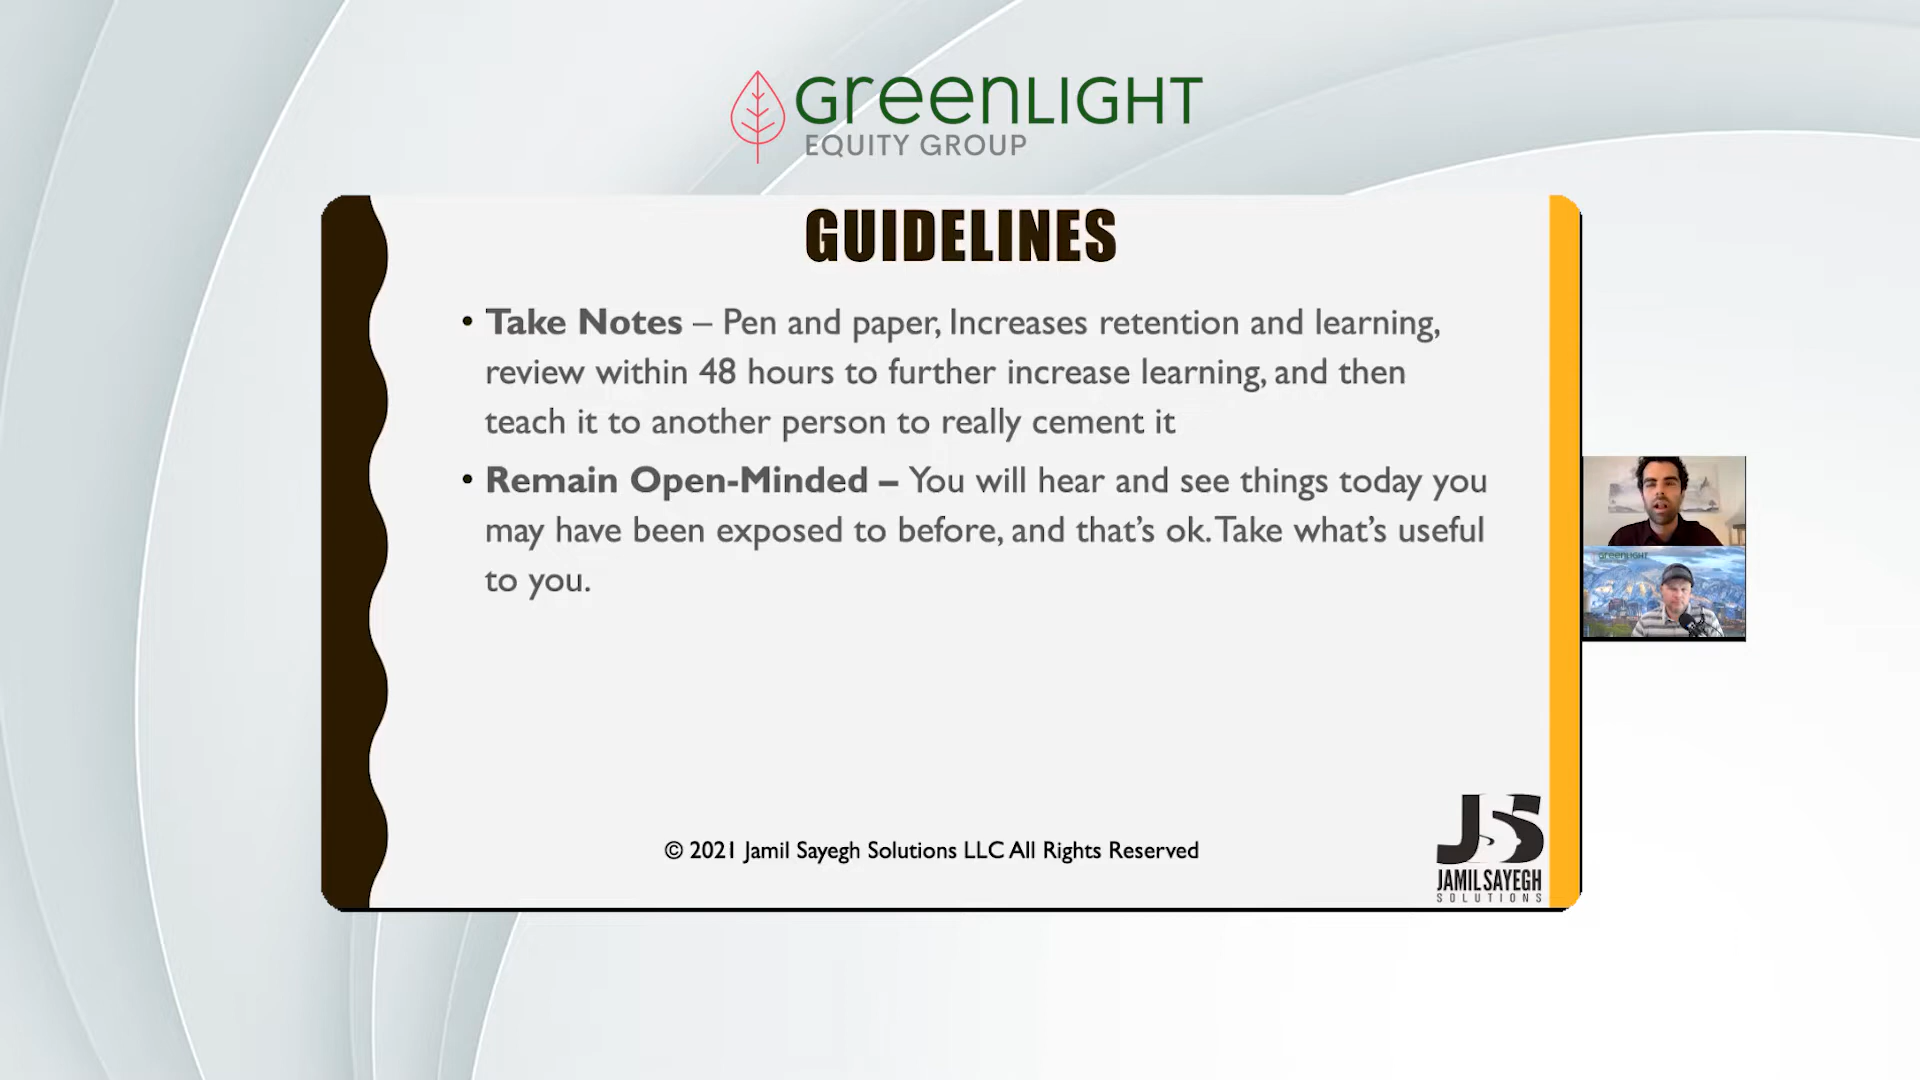 GreenLIGHT
EQUITY GROUP
GUIDELINES
• Take Notes – Pen and paper, Increases retention and learning,
review within 48 hours to further increase learning, and then
teach it to another person to really cement it
• Remain Open-Minded – You will hear and see things today you
may have been exposed to before, and that's ok. Take what's useful
to you.
GreenLIGHT
© 2021 Jamil Sayegh Solutions LLC All Rights Reserved
JSS
JAMIL SAYEGH
SOLUTIONS